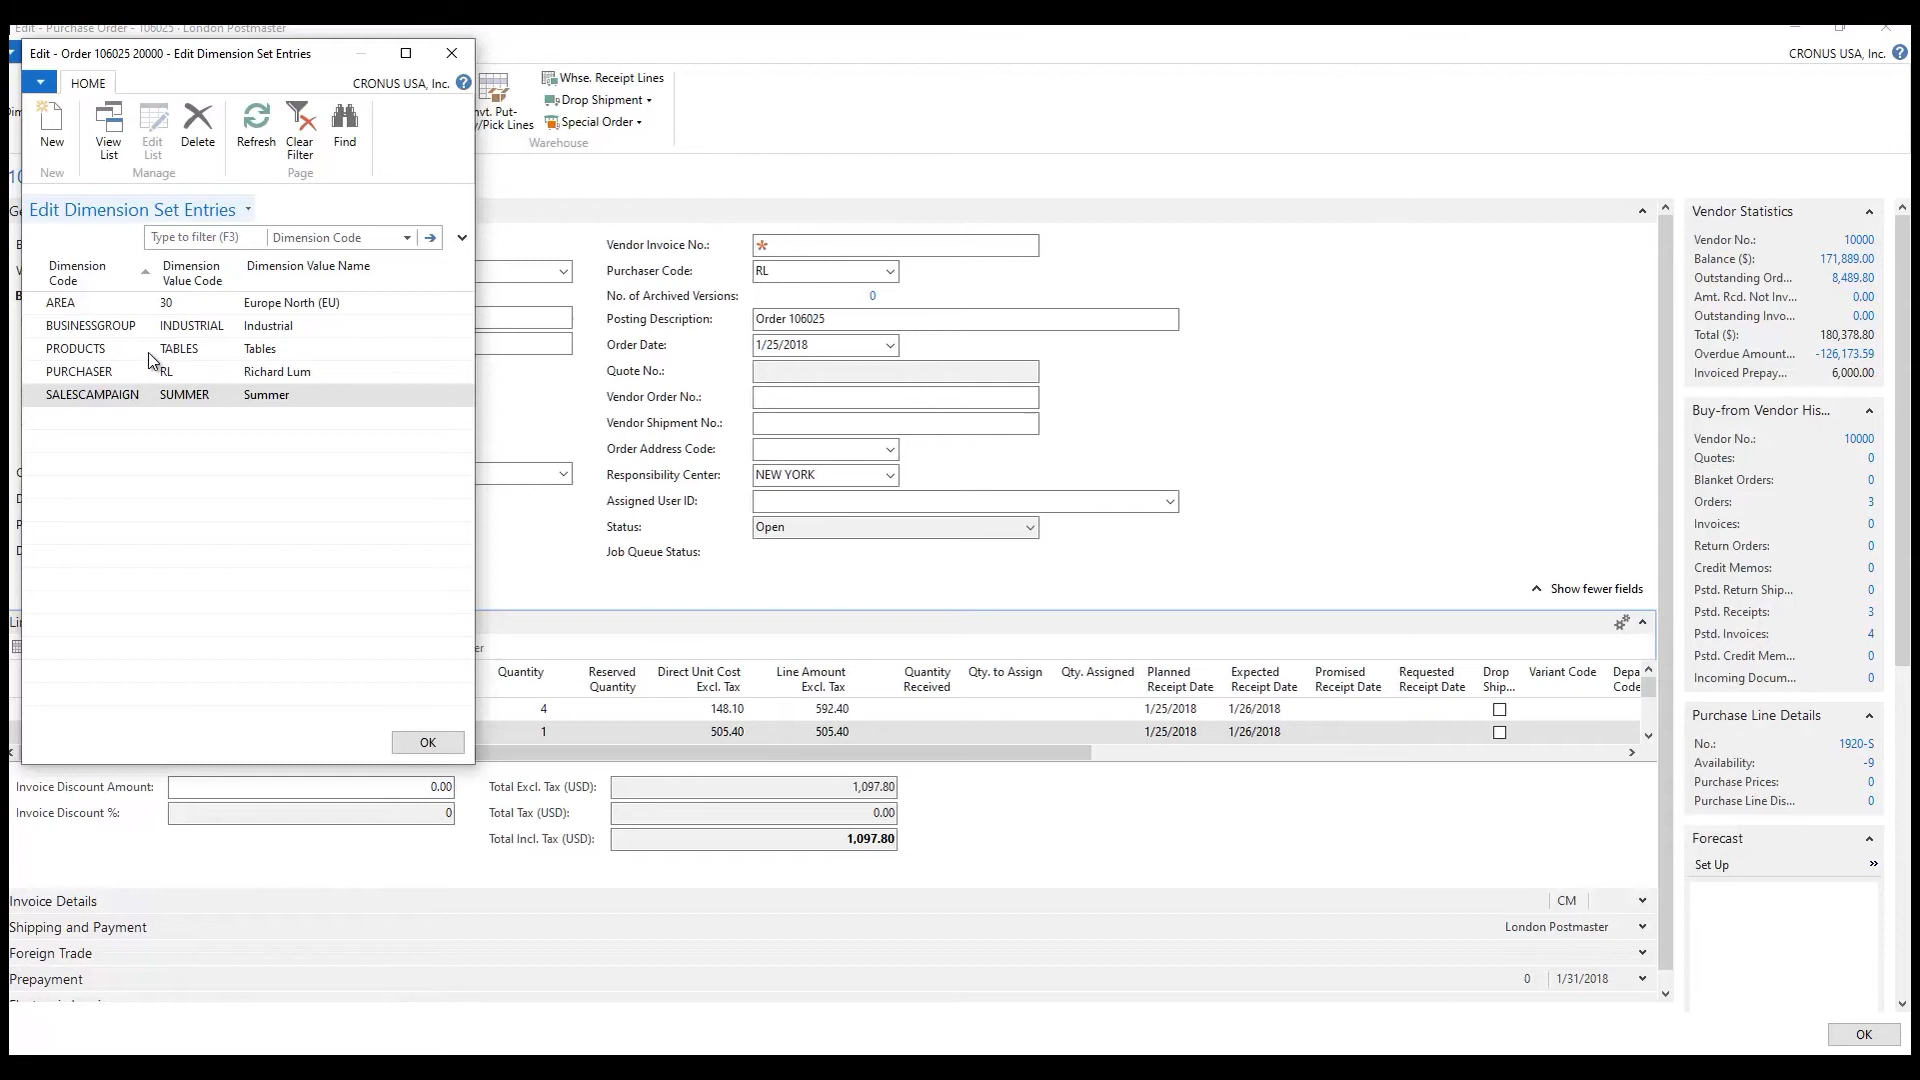 Edit - Purchase Order - 106025 · London Postmaster
Edit - Order 106025 20000 - Edit Dimension Set Entries
CRONUS USA, Inc.
HOME
CRONUS USA, Inc.
New
View List
Edit List
Delete
Refresh
Clear Filter
Find
New
Manage
Page
/Pick Lines
Whse. Receipt Lines
Drop Shipment
Special Order
Warehouse
Edit Dimension Set Entries
Type to filter (F3)
Dimension Code
Dimension Code
Dimension Value Code
Dimension Value Name
AREA 30 Europe North (EU)
BUSINESSGROUP INDUSTRIAL Industrial
PRODUCTS TABLES Tables
PURCHASER RL Richard Lum
SALESCAMPAIGN SUMMER Summer
OK
Vendor Invoice No.:
Purchaser Code: RL
No. of Archived Versions: 0
Posting Description: Order 106025
Order Date: 1/25/2018
Quote No.:
Vendor Order No.:
Vendor Shipment No.:
Order Address Code:
Responsibility Center: NEW YORK
Assigned User ID:
Status: Open
Job Queue Status:
Show fewer fields
Quantity
Reserved Quantity
Direct Unit Cost Excl. Tax
Line Amount Excl. Tax
Quantity Received
Qty. to Assign
Qty. Assigned
Planned Receipt Date
Expected Receipt Date
Promised Receipt Date
Requested Receipt Date
Drop Ship...
Variant Code
Depa Code
4 148.10 592.40 1/25/2018 1/26/2018
1 505.40 505.40 1/25/2018 1/26/2018
Invoice Discount Amount: 0.00
Invoice Discount %: 0
Total Excl. Tax (USD): 1,097.80
Total Tax (USD): 0.00
Total Incl. Tax (USD): 1,097.80
Invoice Details CM
Shipping and Payment London Postmaster
Foreign Trade
Prepayment 0 1/31/2018
Vendor Statistics
Vendor No.: 10000
Balance ($): 171,889.00
Outstanding Ord... 8,489.80
Amt. Rcd. Not Inv... 0.00
Outstanding Invo... 0.00
Total ($): 180,378.80
Overdue Amount... -126,173.59
Invoiced Prepay... 6,000.00
Buy-from Vendor His...
Vendor No.: 10000
Quotes: 0
Blanket Orders: 0
Orders: 3
Invoices: 0
Return Orders: 0
Credit Memos: 0
Pstd. Return Ship... 0
Pstd. Receipts: 3
Pstd. Invoices: 4
Pstd. Credit Mem... 0
Incoming Docum... 0
Purchase Line Details
No.: 1920-S
Availability: -9
Purchase Prices: 0
Purchase Line Dis... 0
Forecast
Set Up »
OK